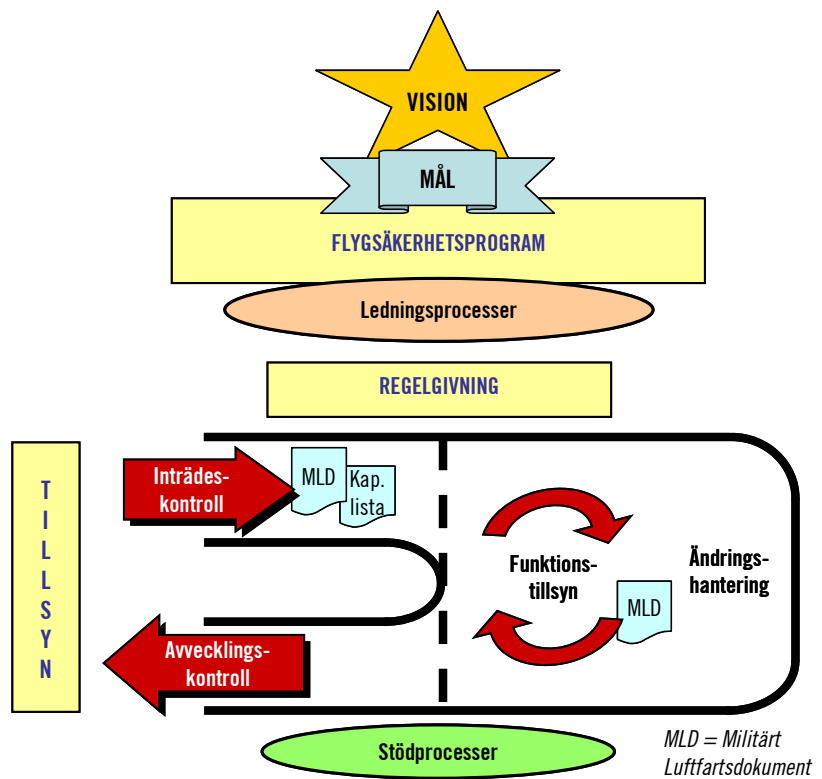 VISION
MÅL
FLYGSÄKERHETSPROGRAM
Ledningsprocesser
REGELGIVNING
TILLSYN
Inträdes-
kontroll
MLD
Kap.
lista
Funktions-
tillsyn
MLD
Ändrings-
hantering
Avvecklings-
kontroll
Stödprocesser
MLD = Militärt
Luftfartsdokument